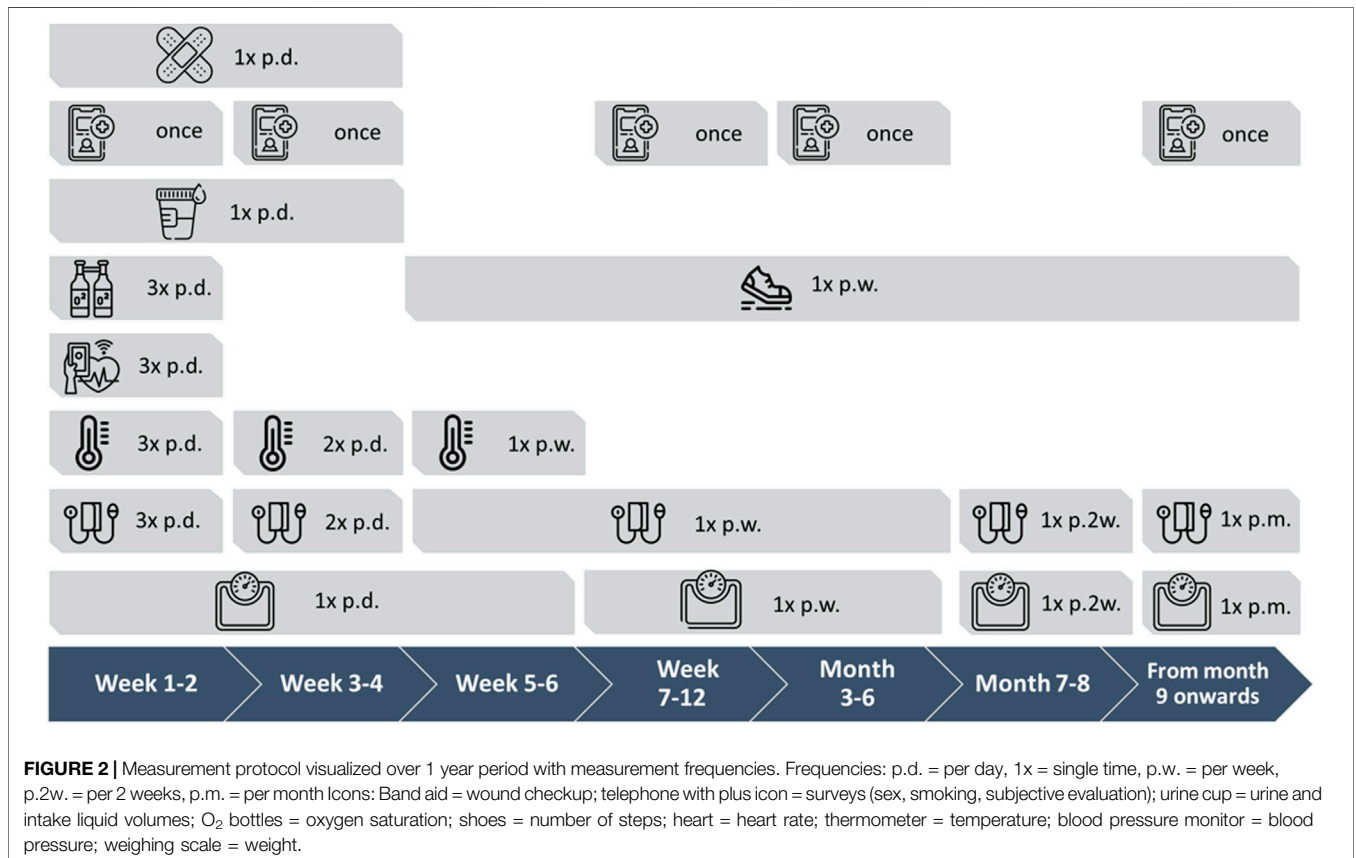 1x p.d.
once once once once once
1x p.d.
O² O² 3x p.d. 1x p.w.
3x p.d.
3x p.d. 2x p.d. 1x p.w.
3x p.d. 2x p.d. 1x p.w. 1x p.2w. 1x p.m.
1x p.d. 1x p.w. 1x p.2w. 1x p.m.
Week 1-2 Week 3-4 Week 5-6 Week 7-12 Month 3-6 Month 7-8 From month 9 onwards
FIGURE 2 | Measurement protocol visualized over 1 year period with measurement frequencies. Frequencies: p.d. = per day, 1x = single time, p.w. = per week,
p.2w. = per 2 weeks, p.m. = per month Icons: Band aid = wound checkup; telephone with plus icon = surveys (sex, smoking, subjective evaluation); urine cup = urine and
intake liquid volumes; O₂ bottles = oxygen saturation; shoes = number of steps; heart = heart rate; thermometer = temperature; blood pressure monitor = blood
pressure; weighing scale = weight.